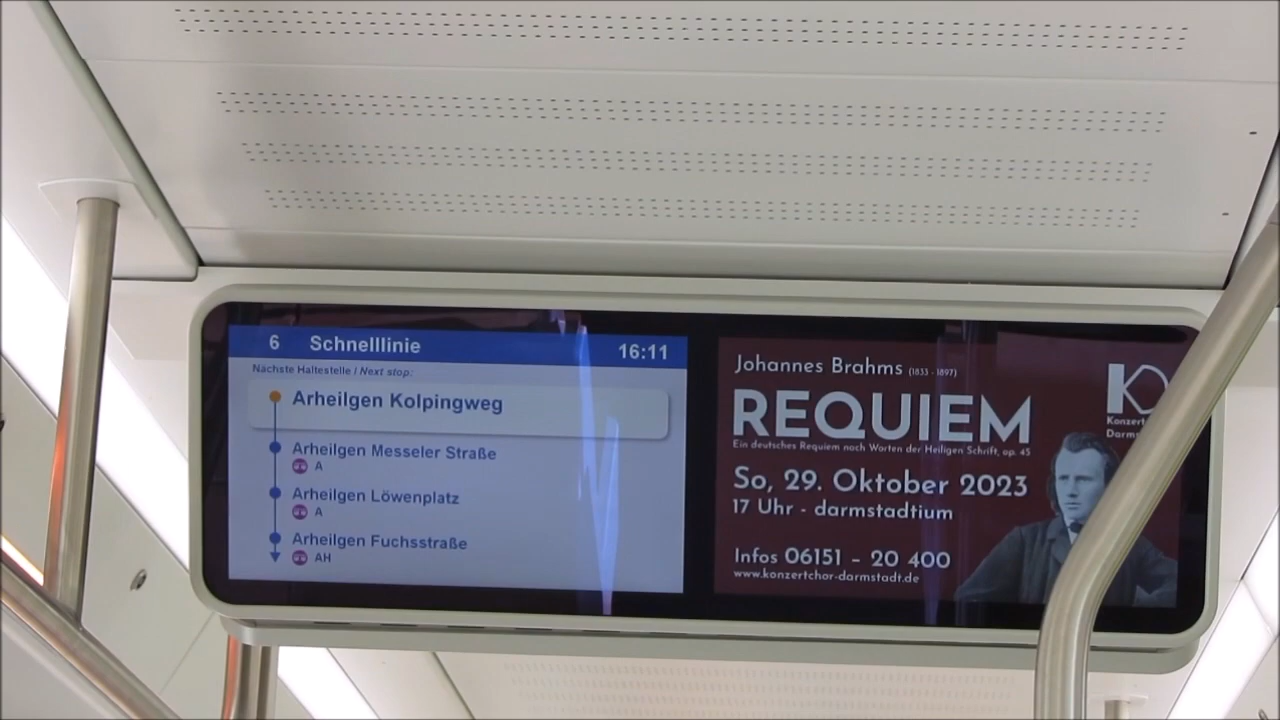 6 Schnelllinie 16:11
Nächste Haltestelle / Next stop:
Arheilgen Kolpingweg
Arheilgen Messeler Straße
A
Arheilgen Löwenplatz
A
Arheilgen Fuchsstraße
AH
Johannes Brahms (1833 - 1897)
REQUIEM
Ein deutsches Requiem nach Worten der Heiligen Schrift, op. 45
So, 29. Oktober 2023
17 Uhr - darmstadtium
Infos 06151 – 20 400
www.konzertchor-darmstadt.de